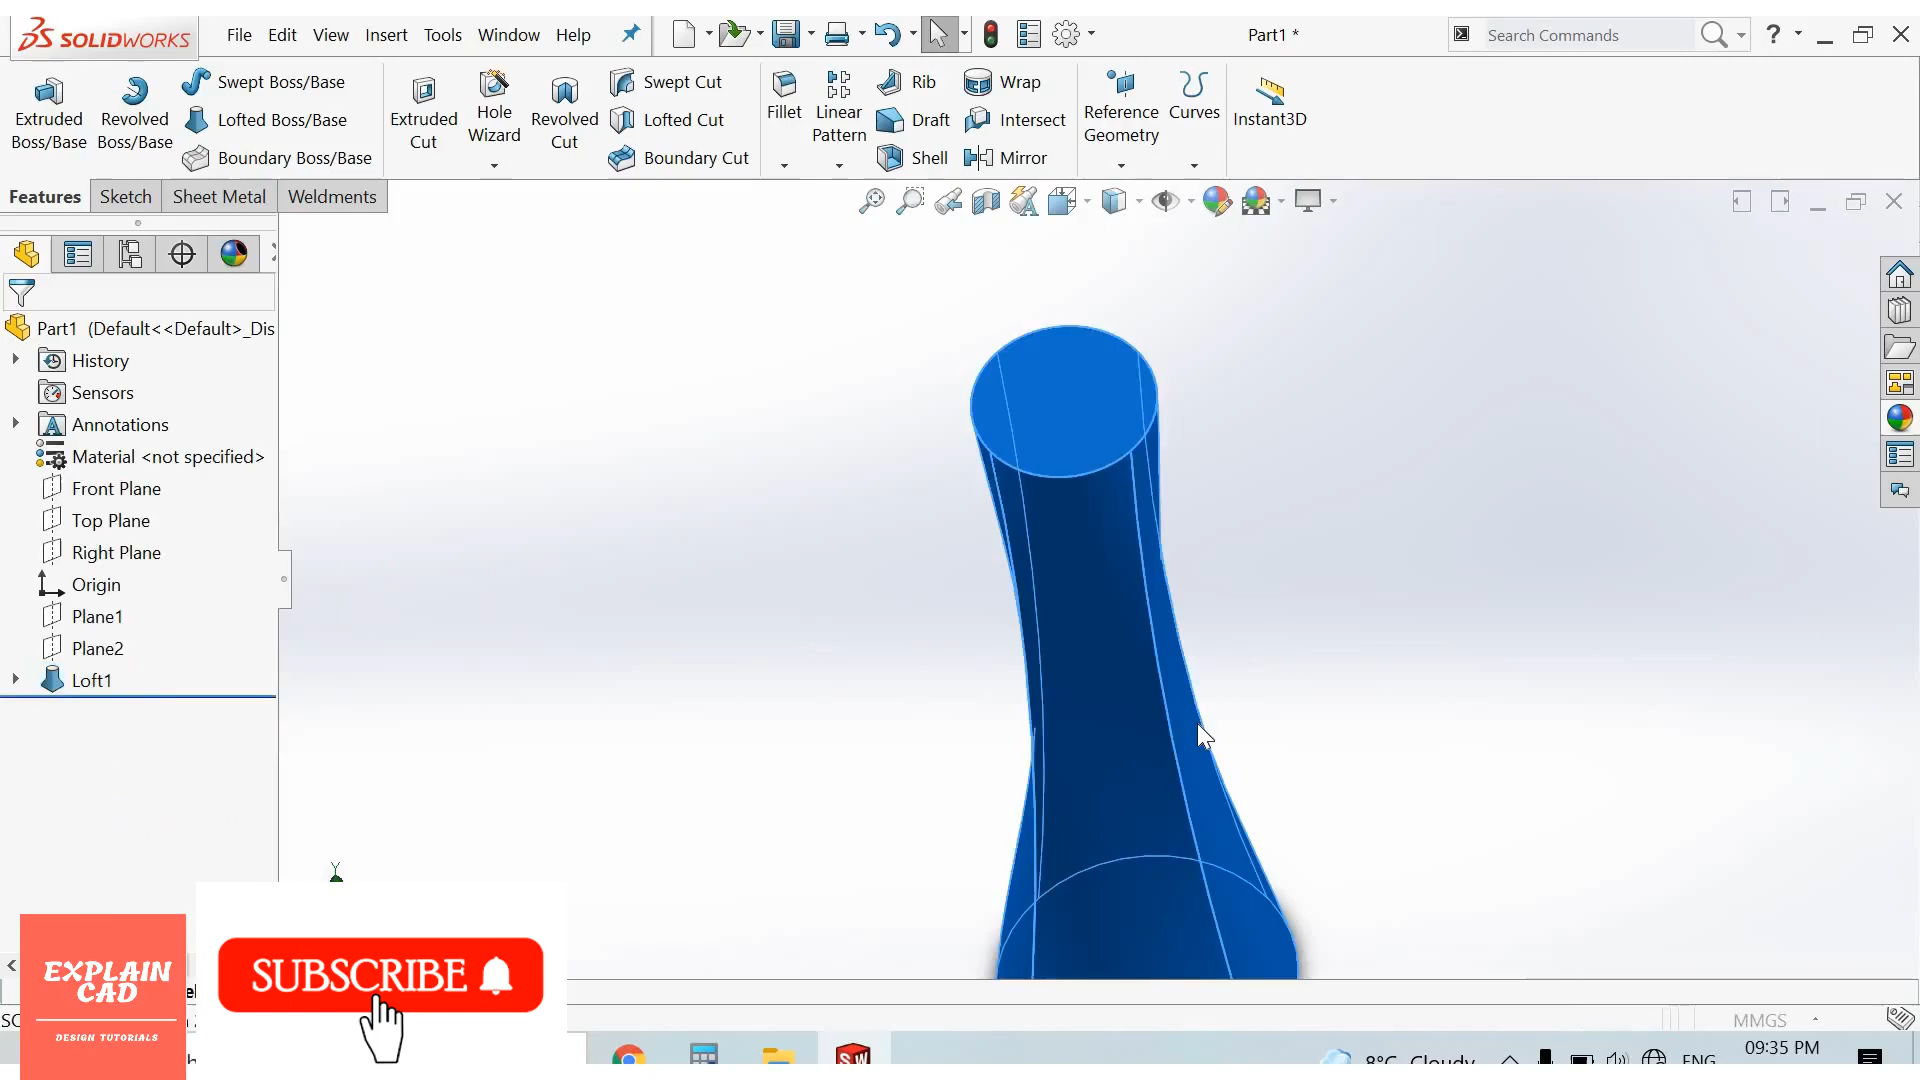 SOLIDWORKS File Edit View Insert Tools Window Help Part1 * Search Commands ?
Extruded Boss/Base
Revolved Boss/Base
Swept Boss/Base
Lofted Boss/Base
Boundary Boss/Base
Extruded Cut
Hole Wizard
Revolved Cut
Swept Cut
Lofted Cut
Boundary Cut
Fillet
Linear Pattern
Rib
Draft
Shell
Wrap
Intersect
Mirror
Reference Geometry
Curves
Instant3D
Features Sketch Sheet Metal Weldments
Part1 (Default<<Default>_Dis
History
Sensors
Annotations
Material <not specified>
Front Plane
Top Plane
Right Plane
Origin
Plane1
Plane2
Loft1
Y
EXPLAIN
CAD
DESIGN TUTORIALS
SUBSCRIBE
MMGS
8°C Cloudy ENG 09:35 PM